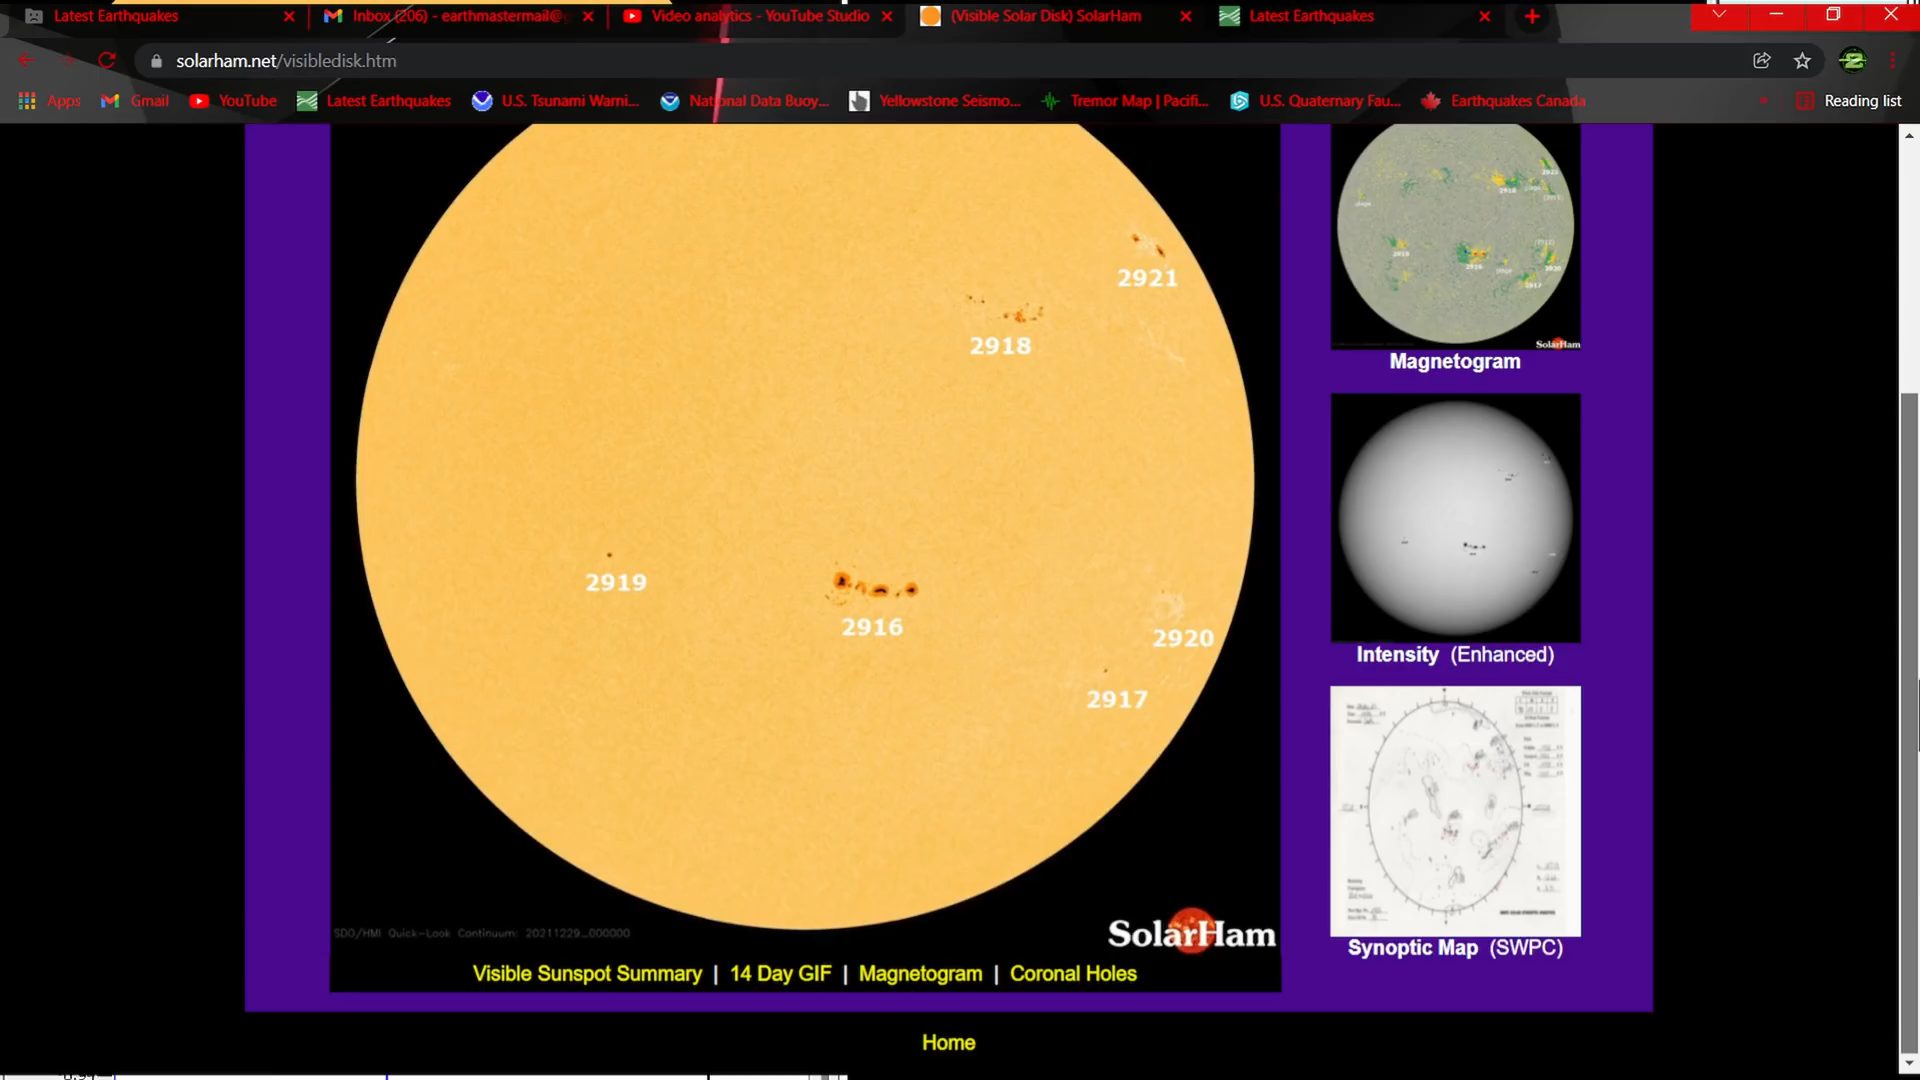 Latest Earthquakes
Inbox (206) - earthmastermail@
Video analytics - YouTube Studio
(Visible Solar Disk) SolarHam
Latest Earthquakes
solarham.net/visibledisk.htm
Apps
Gmail
YouTube
Latest Earthquakes
U.S. Tsunami Warni...
National Data Buoy...
Yellowstone Seismo...
Tremor Map | Pacifi...
U.S. Quaternary Fau...
Earthquakes Canada
Reading list
2921
2918
2919
2916
2920
2917
SDO/HMI Quick-Look Continuum: 20211229_000000
SolarHam
Visible Sunspot Summary | 14 Day GIF | Magnetogram | Coronal Holes
SolarHam
Magnetogram
Intensity (Enhanced)
Synoptic Map (SWPC)
Home